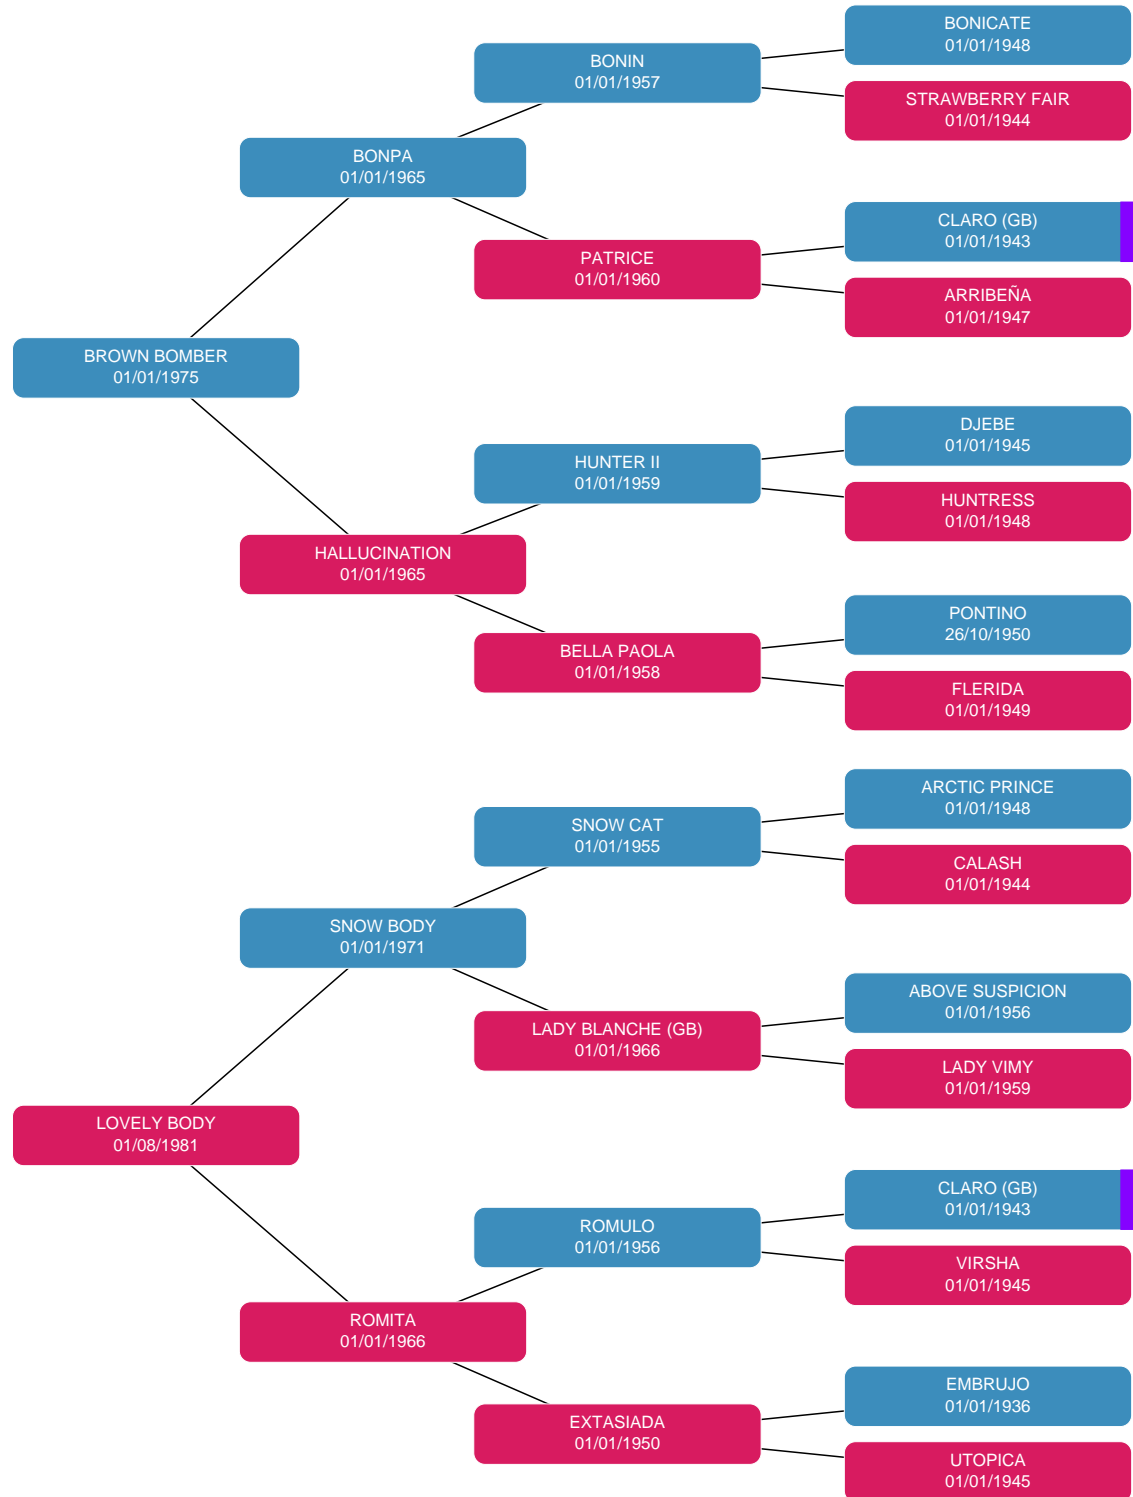 BONICATE
01/01/1948
BONIN
01/01/1957
STRAWBERRY FAIR
01/01/1944
BONPA
01/01/1965
CLARO (GB)
01/01/1943
PATRICE
01/01/1960
ARRIBEÑA
01/01/1947
BROWN BOMBER
01/01/1975
DJEBE
01/01/1945
HUNTER II
01/01/1959
HUNTRESS
01/01/1948
HALLUCINATION
01/01/1965
PONTINO
26/10/1950
BELLA PAOLA
01/01/1958
FLERIDA
01/01/1949
ARCTIC PRINCE
01/01/1948
SNOW CAT
01/01/1955
CALASH
01/01/1944
SNOW BODY
01/01/1971
ABOVE SUSPICION
01/01/1956
LADY BLANCHE (GB)
01/01/1966
LADY VIMY
01/01/1959
LOVELY BODY
01/08/1981
CLARO (GB)
01/01/1943
ROMULO
01/01/1956
VIRSHA
01/01/1945
ROMITA
01/01/1966
EMBRUJO
01/01/1936
EXTASIADA
01/01/1950
UTOPICA
01/01/1945